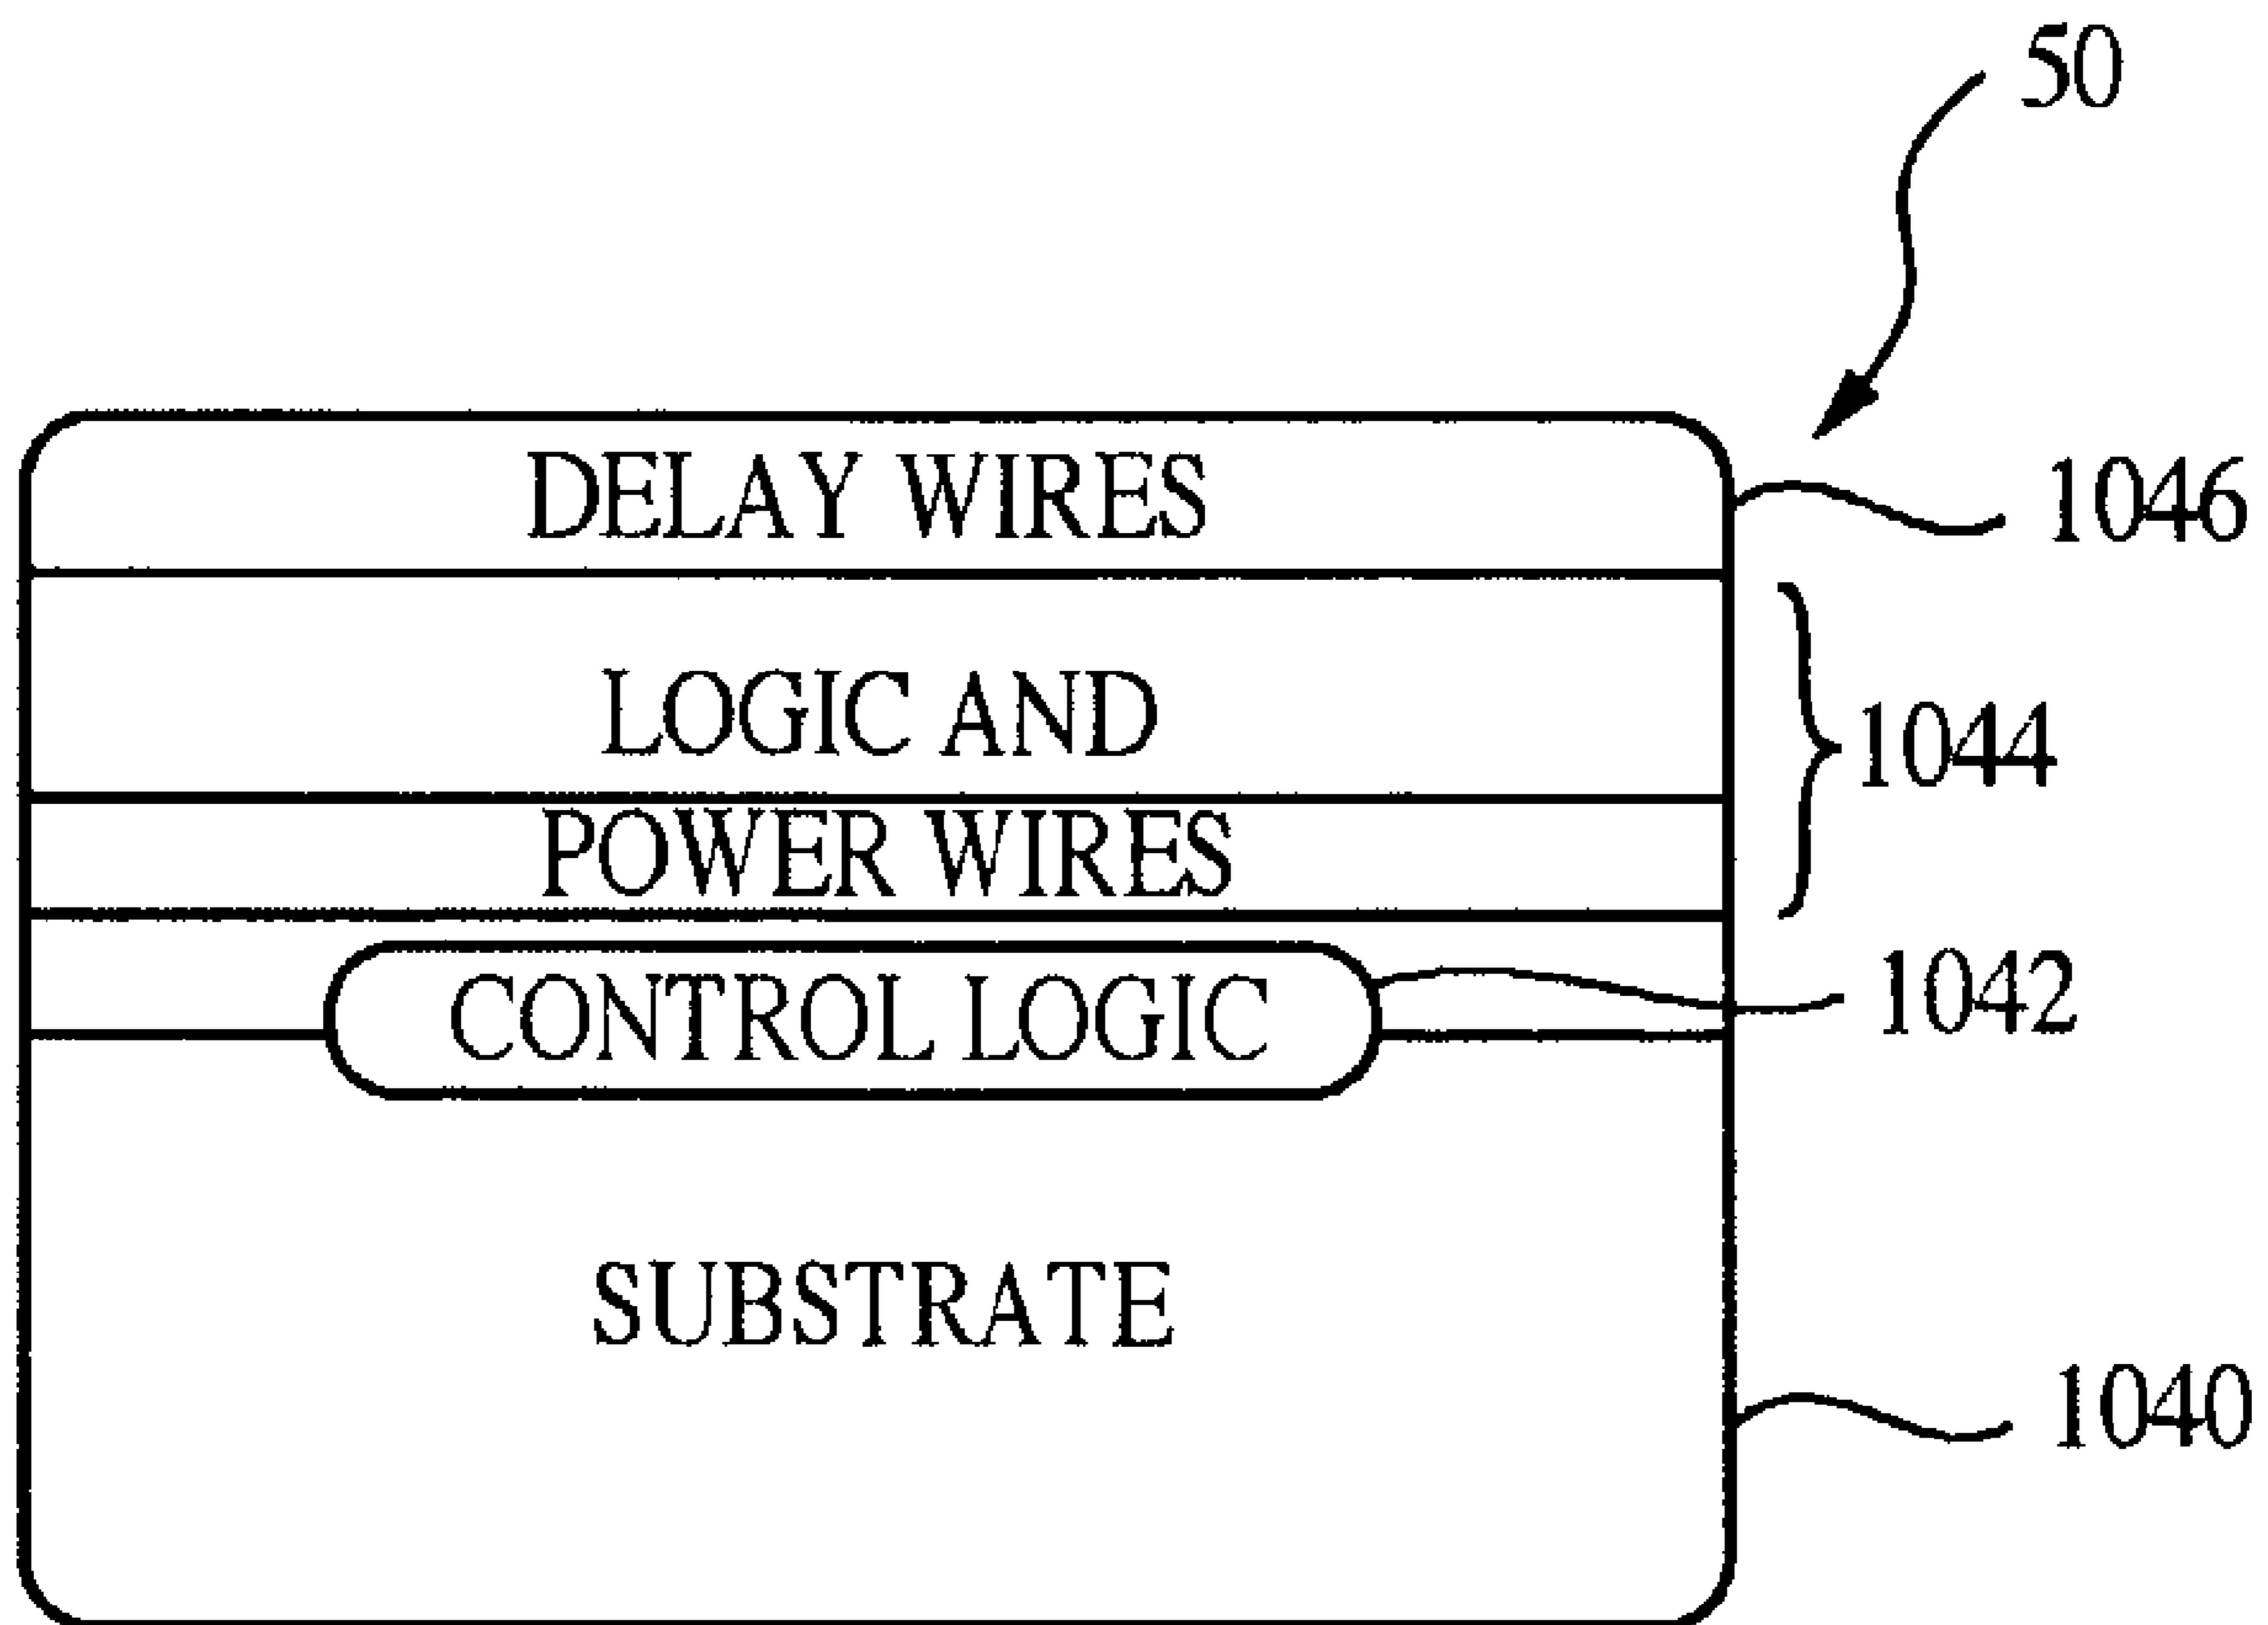 50
DELAY WIRES
1046
LOGIC AND
1044
POWER WIRES
CONTROL LOGIC
1042
SUBSTRATE
1040